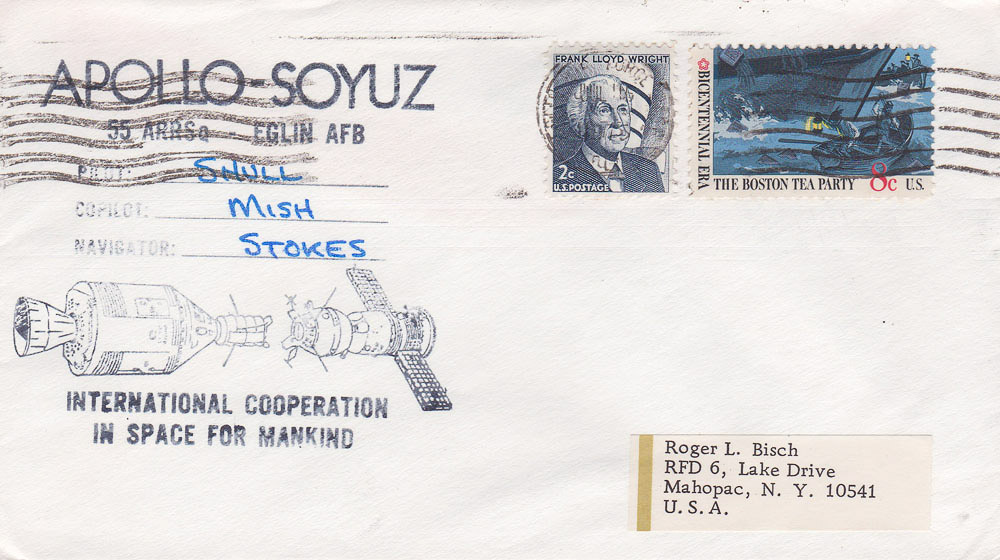 APOLLO-SOYUZ
55 ARRSq EGLIN AFB
PILOT: SHULL
COPILOT: MISH
NAVIGATOR: STOKES
INTERNATIONAL COOPERATION
IN SPACE FOR MANKIND
FRANK LLOYD WRIGHT
2c
U.S. POSTAGE
BICENTENNIAL ERA
THE BOSTON TEA PARTY 8c U.S.
Roger L. Bisch
RFD 6, Lake Drive
Mahopac, N. Y. 10541
U. S. A.